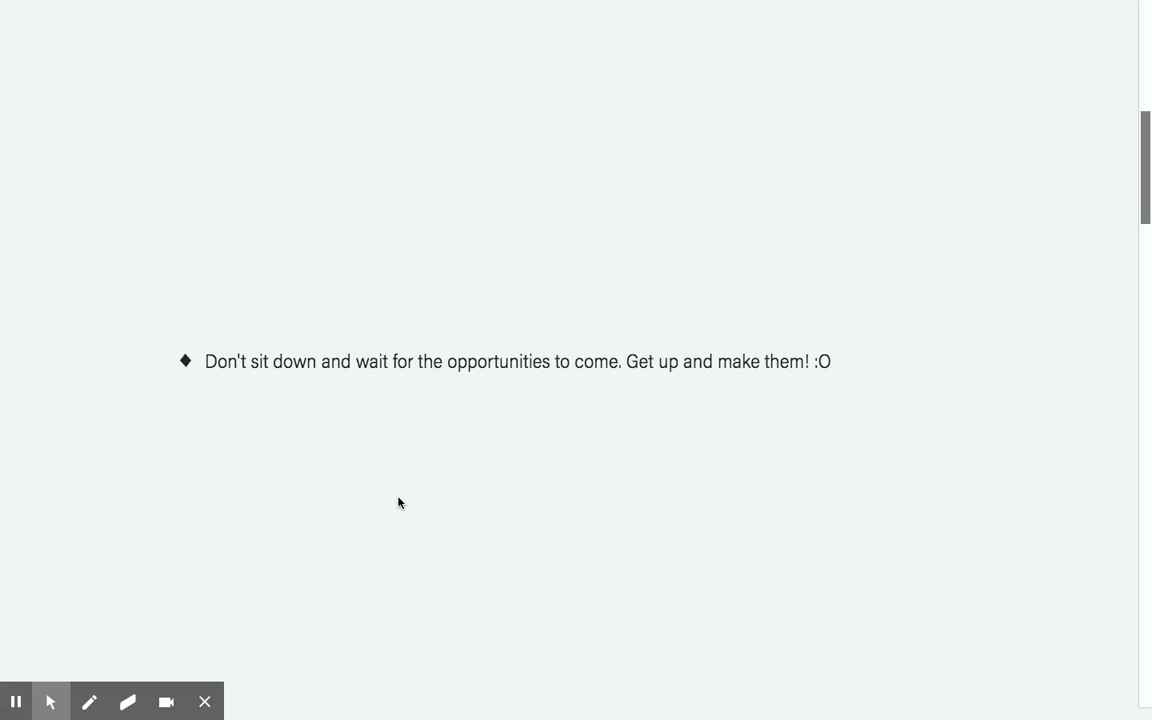 ♦ Don't sit down and wait for the opportunities to come. Get up and make them! :O